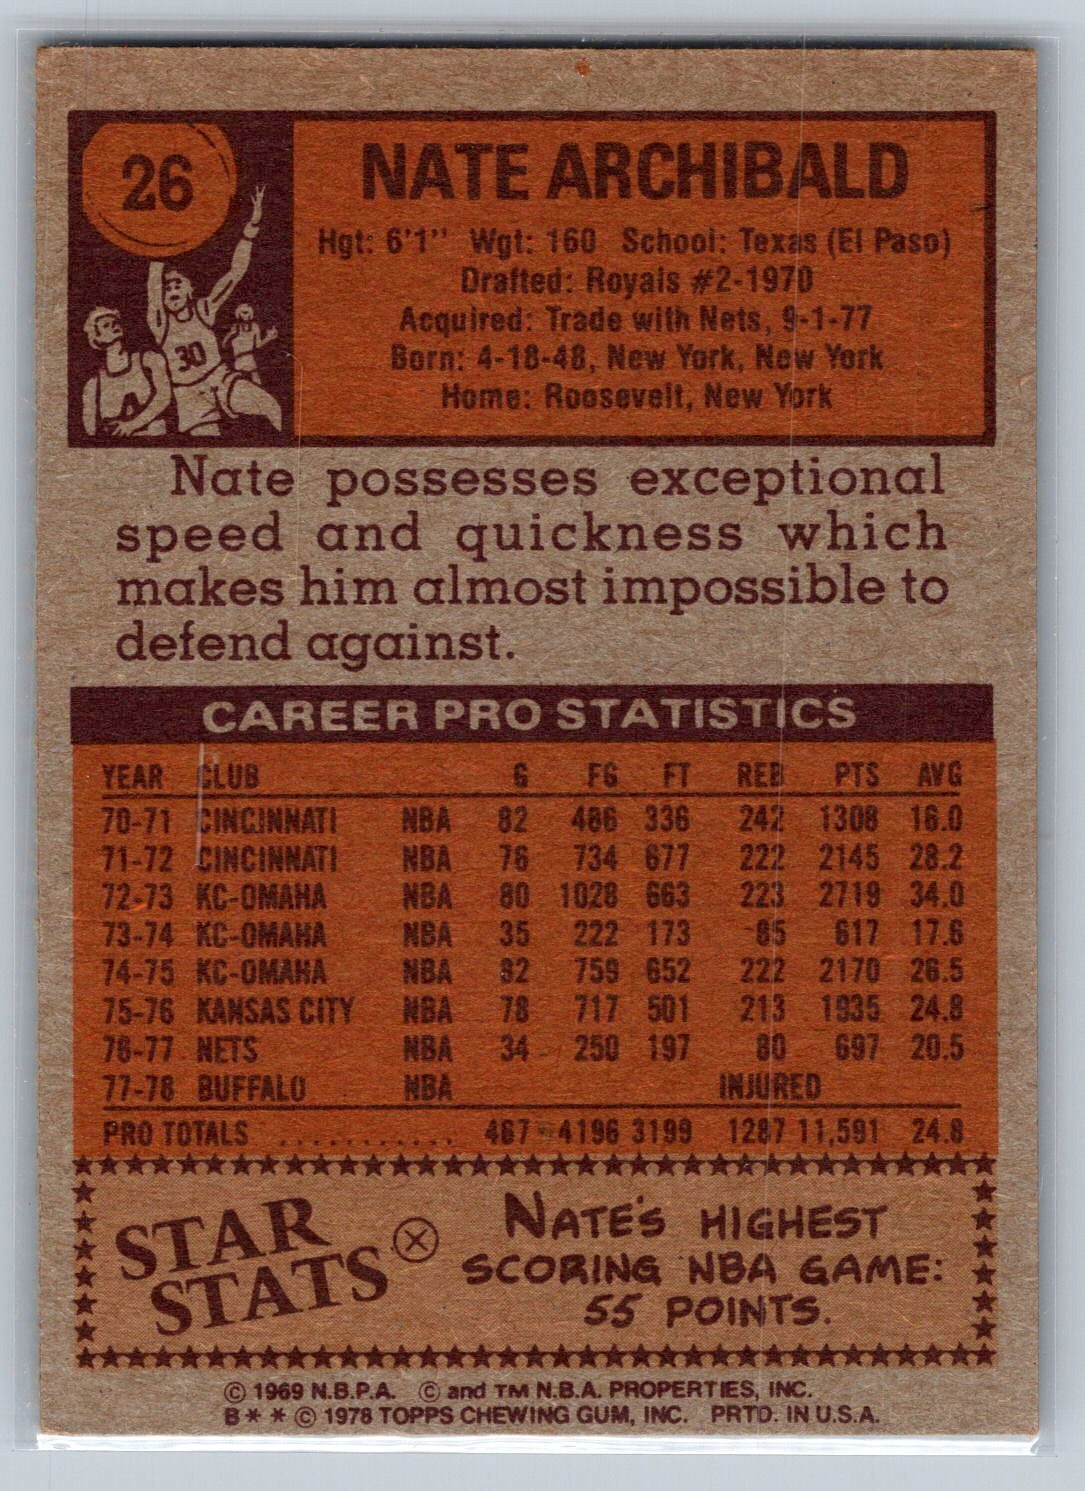 26
NATE ARCHIBALD
Hgt: 6'1" Wgt: 160 School: Texas (El Paso)
Drafted: Royals #2-1970
Acquired: Trade with Nets, 9-1-77
Born: 4-18-48, New York, New York
Home: Roosevelt, New York
30
Nate possesses exceptional
speed and quickness which
makes him almost impossible to
defend against.
CAREER PRO STATISTICS
YEAR CLUB G FG FT REB PTS AVG
70-71 CINCINNATI NBA 82 486 336 242 1308 16.0
71-72 CINCINNATI NBA 76 734 677 222 2145 28.2
72-73 KC-OMAHA NBA 80 1028 663 223 2719 34.0
73-74 KC-OMAHA NBA 35 222 173 85 617 17.6
74-75 KC-OMAHA NBA 82 759 652 222 2170 26.5
75-76 KANSAS CITY NBA 78 717 501 213 1935 24.8
76-77 NETS NBA 34 250 197 80 697 20.5
77-78 BUFFALO NBA INJURED
PRO TOTALS ........... 467 4196 3199 1287 11,591 24.8
STAR
STATS
NATE'S HIGHEST
SCORING NBA GAME:
55 POINTS.
© 1969 N.B.P.A. © and TM N.B.A. PROPERTIES, INC.
B * * © 1978 TOPPS CHEWING GUM, INC. PRTD. IN U.S.A.